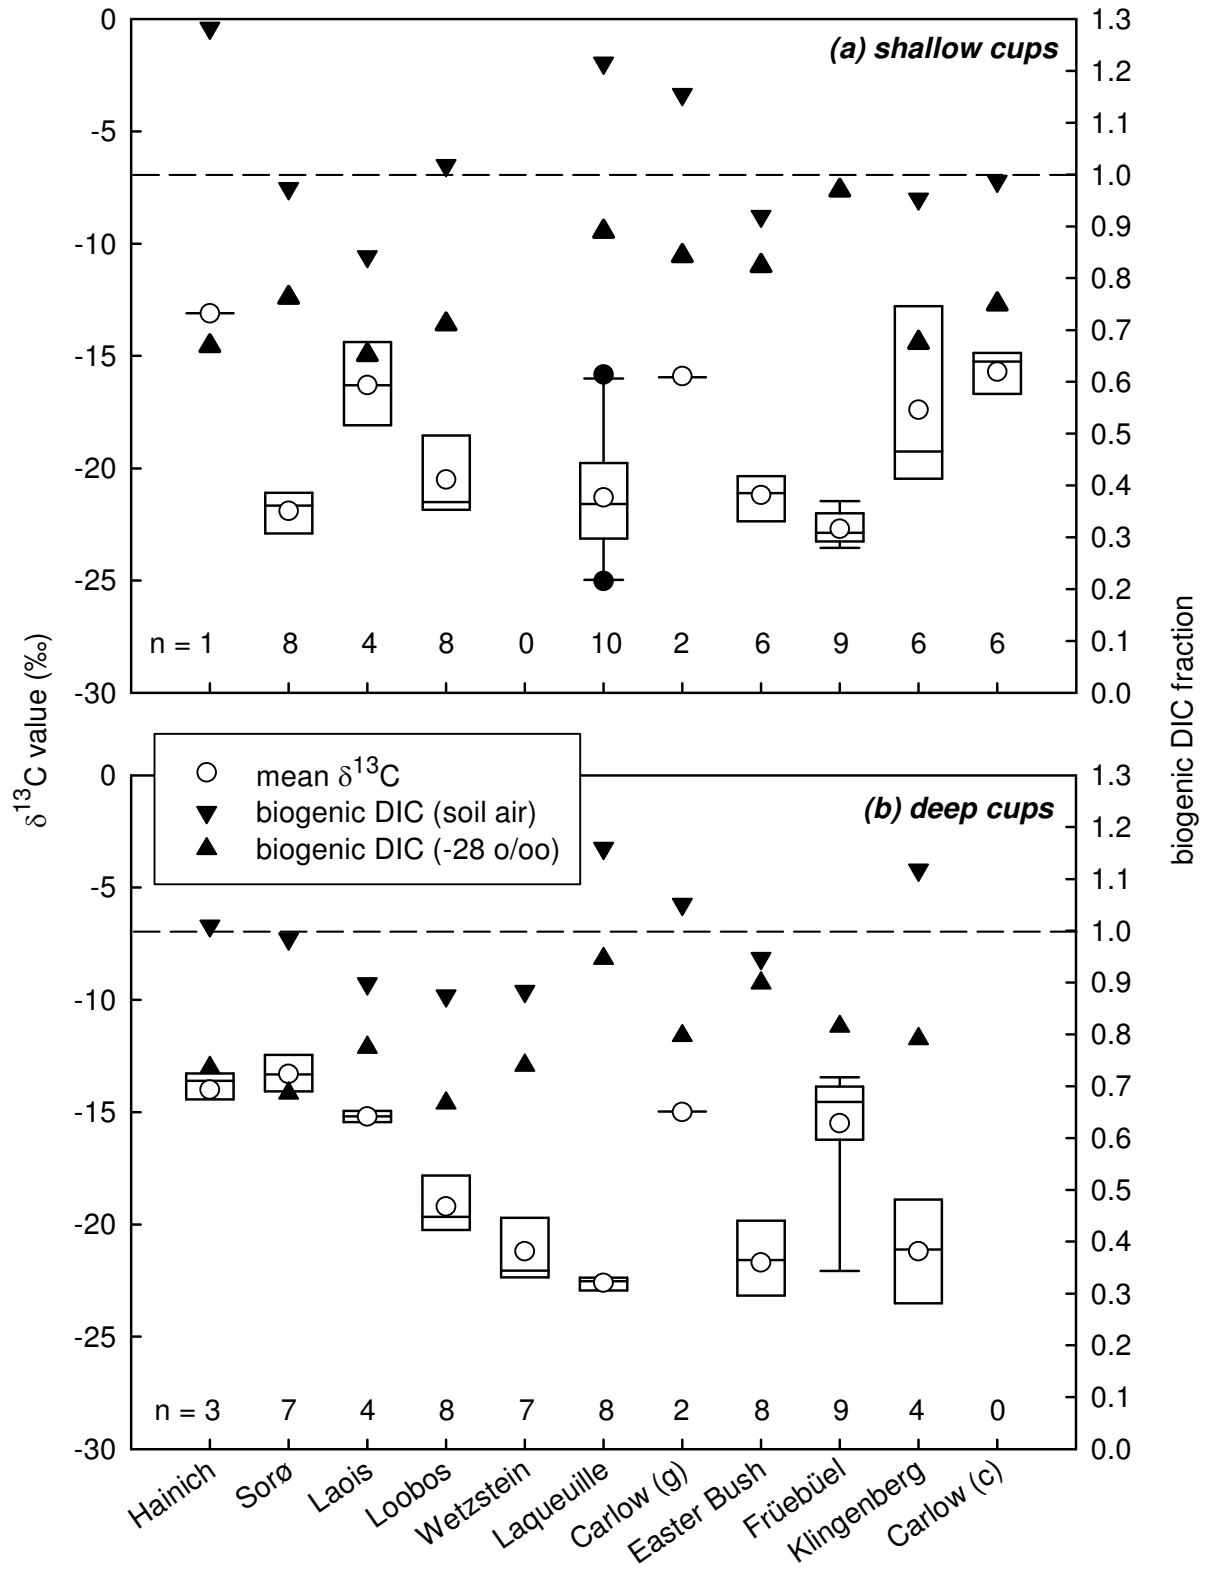 0
-5
-10
-15
-20
-25
-30
1.3
1.2
1.1
1.0
0.9
0.8
0.7
0.6
0.5
0.4
0.3
0.2
0.1
0.0
(a) shallow cups
n = 1 8 4 8 0 10 2 6 9 6 6
δ13C value (‰)
biogenic DIC fraction
mean δ13C
biogenic DIC (soil air)
biogenic DIC (-28 o/oo)
(b) deep cups
0
-5
-10
-15
-20
-25
-30
1.3
1.2
1.1
1.0
0.9
0.8
0.7
0.6
0.5
0.4
0.3
0.2
0.1
0.0
n = 3 7 4 8 7 8 2 8 9 4 0
Hainich
Sorø
Laois
Loobos
Wetzstein
Laqueuille
Carlow (g)
Easter Bush
Früebüel
Klingenberg
Carlow (c)